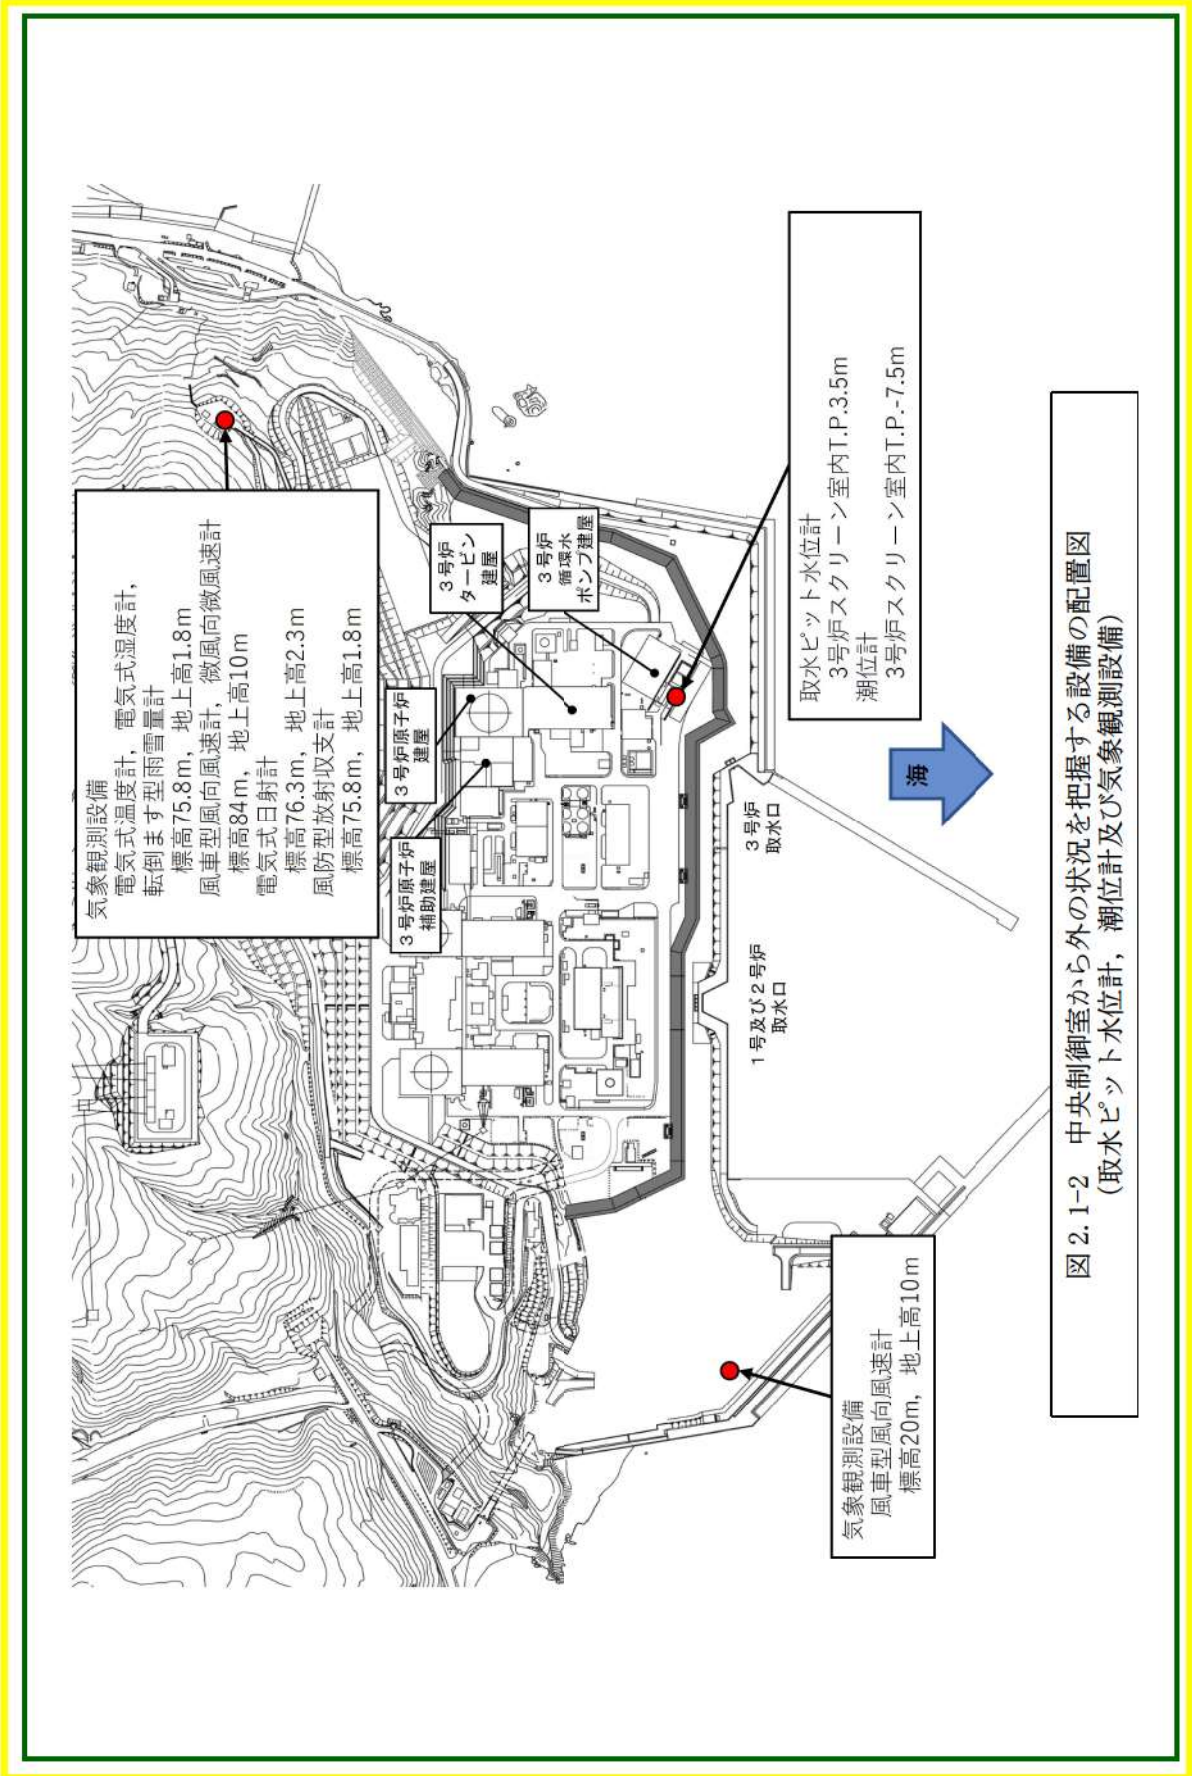 気象観測設備
電気式温度計，電気式湿度計，
転倒ます型雨雪量計
標高75.8m，地上高1.8m
風車型風向風速計，微風向微風速計
標高84m，地上高10m
電気式日射計
標高76.3m，地上高2.3m
風防型放射収支計
標高75.8m，地上高1.8m
3号炉原子炉
補助建屋
3号炉原子炉
建屋
3号炉
タービン
建屋
3号炉
循環水
ポンプ建屋
1号及び2号炉
取水口
3号炉
取水口
取水ピット水位計
3号炉スクリーン室内T.P.3.5m
潮位計
3号炉スクリーン室内T.P.-7.5m
海
気象観測設備
風車型風向風速計
標高20m，地上高10m
図 2.1-2　中央制御室から外の状況を把握する設備の配置図
(取水ピット水位計，潮位計及び気象観測設備)